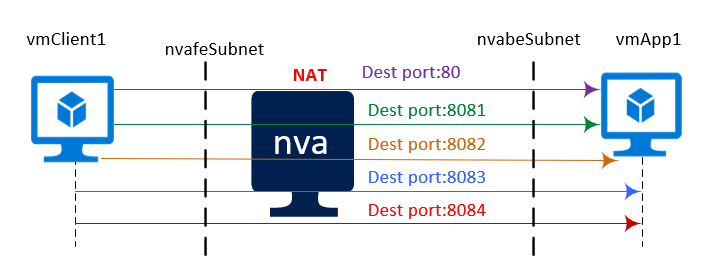 vmClient1
nvafeSubnet
nvabeSubnet
vmApp1
NAT
Dest port:80
Dest port:8081
nva
Dest port:8082
Dest port:8083
Dest port:8084